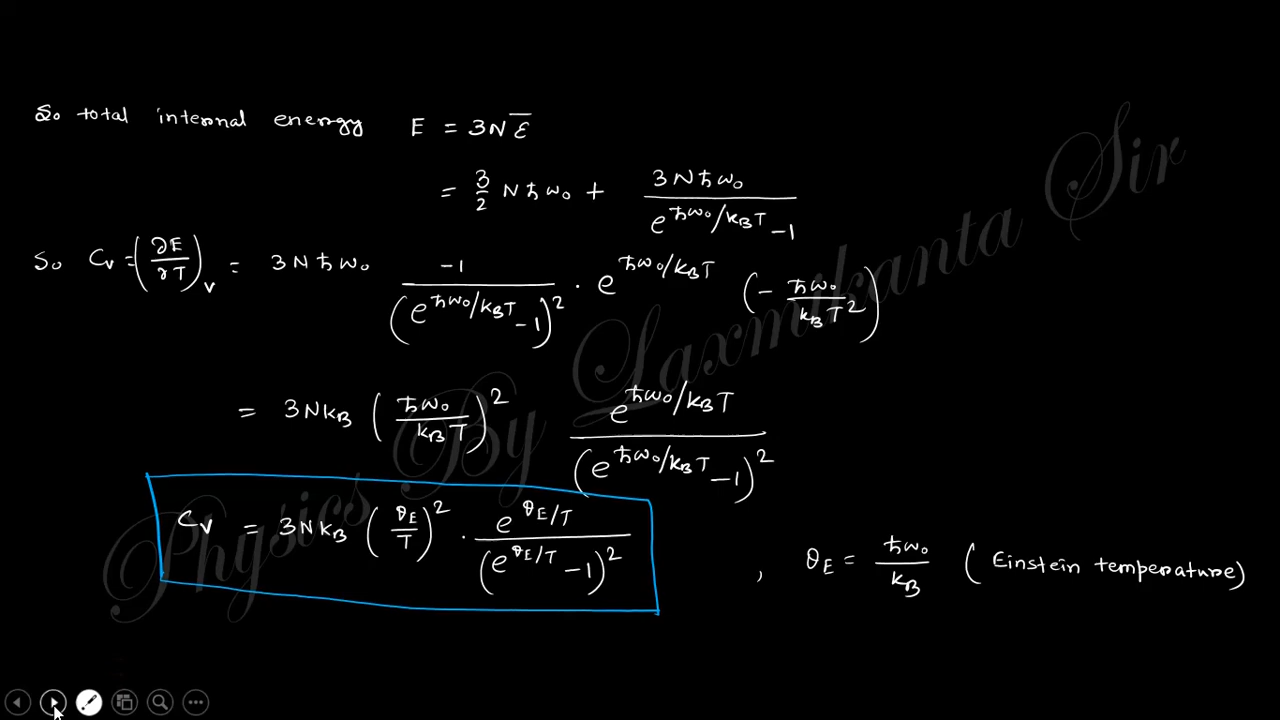 So total internal energy E = 3N ε̅
= 3/2 Nħω₀ + 3Nħω₀ / (e^(ħω₀/k_BT) - 1)
So C_v = (∂E/∂T)_v = 3Nħω₀ -1 / (e^(ħω₀/k_BT) - 1)² · e^(ħω₀/k_BT) (- ħω₀ / k_BT²)
= 3Nk_B (ħω₀ / k_BT)² e^(ħω₀/k_BT) / (e^(ħω₀/k_BT) - 1)²
C_v = 3Nk_B (θ_E / T)² · e^(θ_E/T) / (e^(θ_E/T) - 1)² , θ_E = ħω₀ / k_B (Einstein temperature)
Physics By Laxmikanta Sir